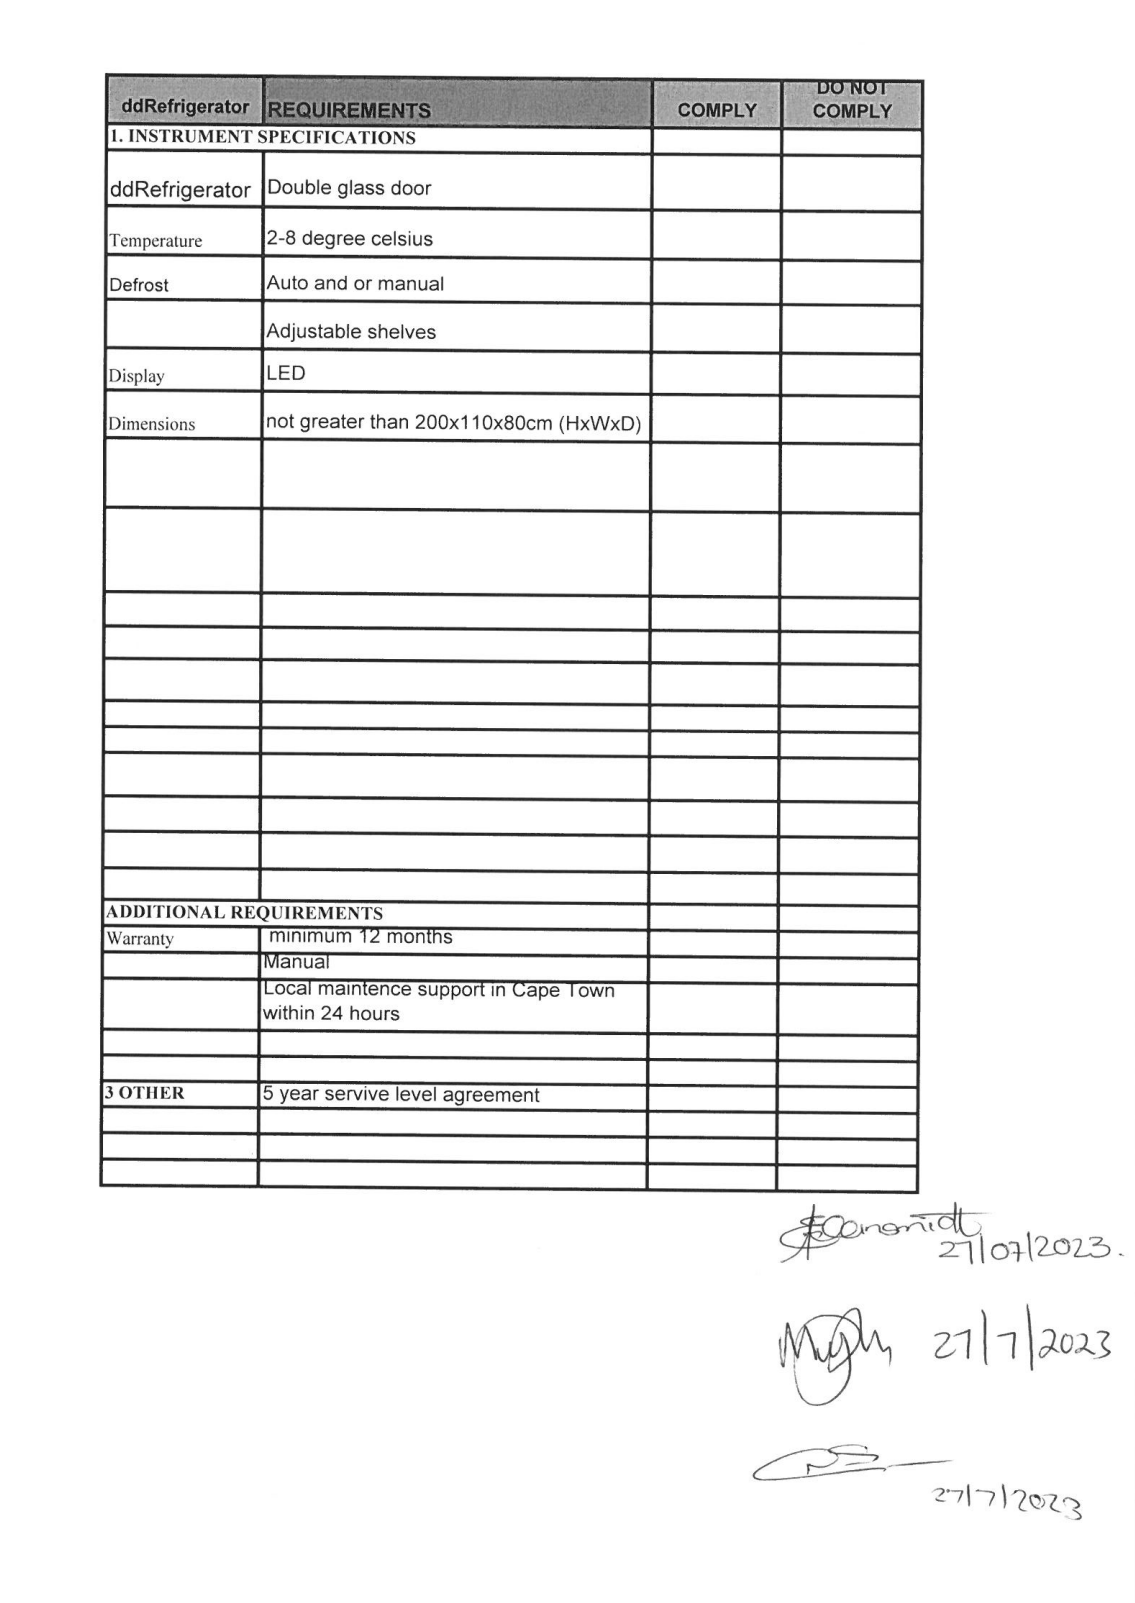 ddRefrigerator REQUIREMENTS COMPLY DO NOT COMPLY
1. INSTRUMENT SPECIFICATIONS
ddRefrigerator Double glass door
Temperature 2-8 degree celsius
Defrost Auto and or manual
Adjustable shelves
Display LED
Dimensions not greater than 200x110x80cm (HxWxD)
ADDITIONAL REQUIREMENTS
Warranty minimum 12 months
Manual
Local maintence support in Cape Town
within 24 hours
3 OTHER 5 year servive level agreement
27/07/2023.
27/7/2023
27/7/2023